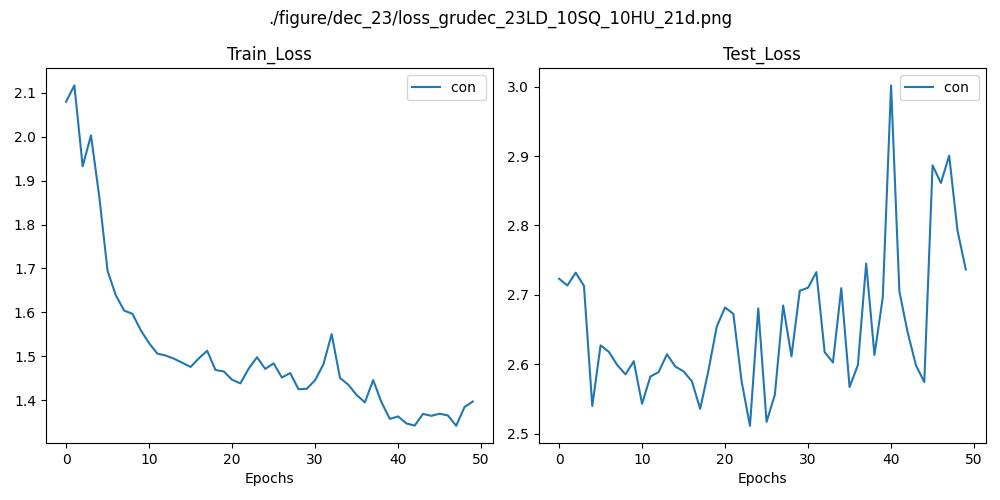 ./figure/dec_23/loss_grudec_23LD_10SQ_10HU_21d.png
Train_Loss
con
2.1
2.0
1.9
1.8
1.7
1.6
1.5
1.4
0 10 20 30 40 50
Epochs
Test_Loss
con
3.0
2.9
2.8
2.7
2.6
2.5
0 10 20 30 40 50
Epochs